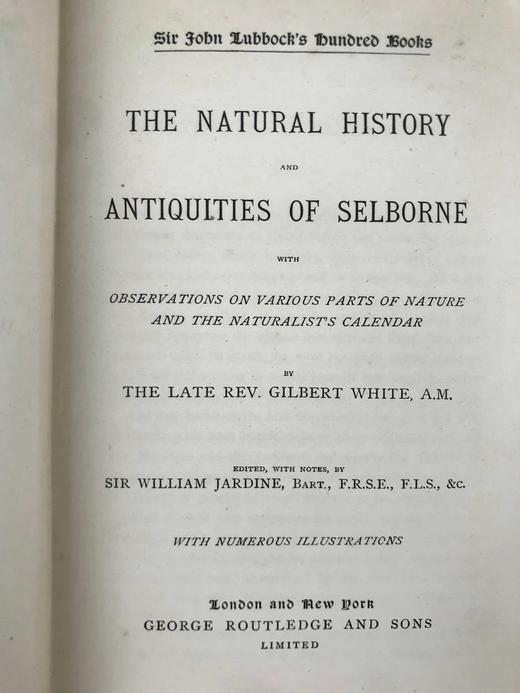 Sir John Lubbock's Hundred Books
THE NATURAL HISTORY
AND
ANTIQUITIES OF SELBORNE
WITH
OBSERVATIONS ON VARIOUS PARTS OF NATURE
AND THE NATURALIST'S CALENDAR
BY
THE LATE REV. GILBERT WHITE, A.M.
EDITED, WITH NOTES, BY
SIR WILLIAM JARDINE, BART., F.R.S.E., F.L.S., &c.
WITH NUMEROUS ILLUSTRATIONS
London and New York
GEORGE ROUTLEDGE AND SONS
LIMITED